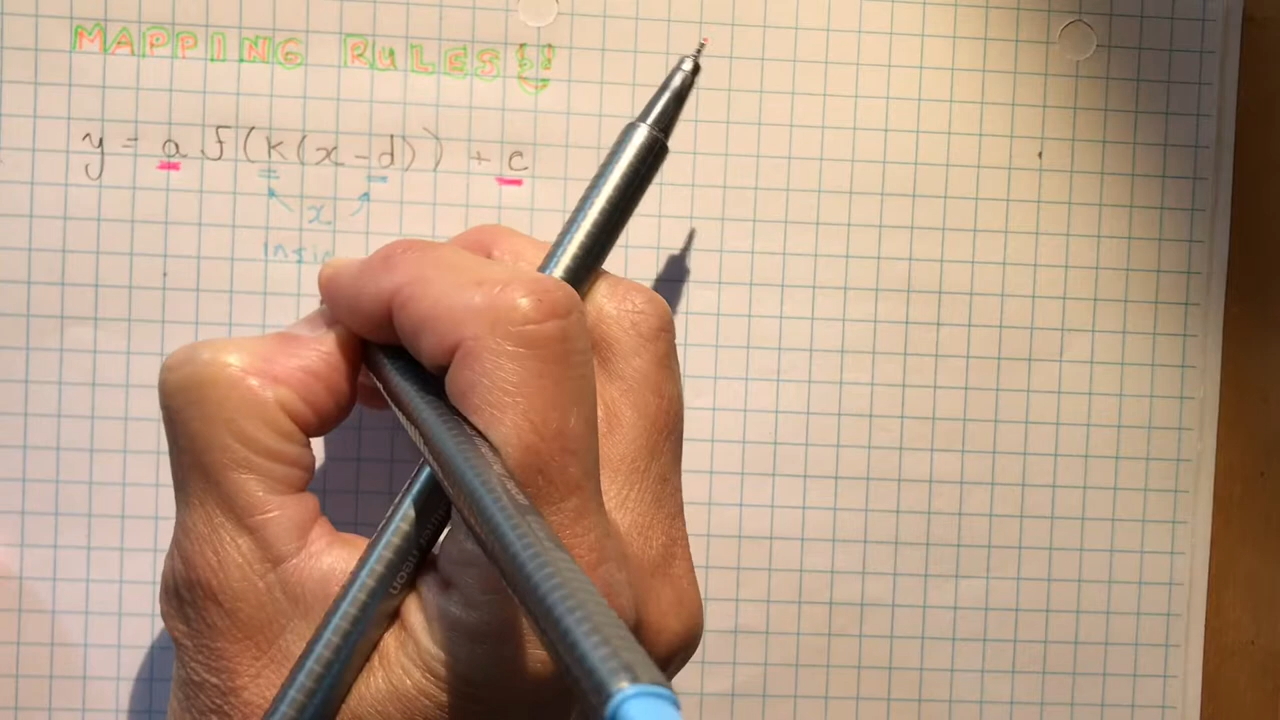 MAPPING RULES!!
y = a f(k(x-d)) + c
x